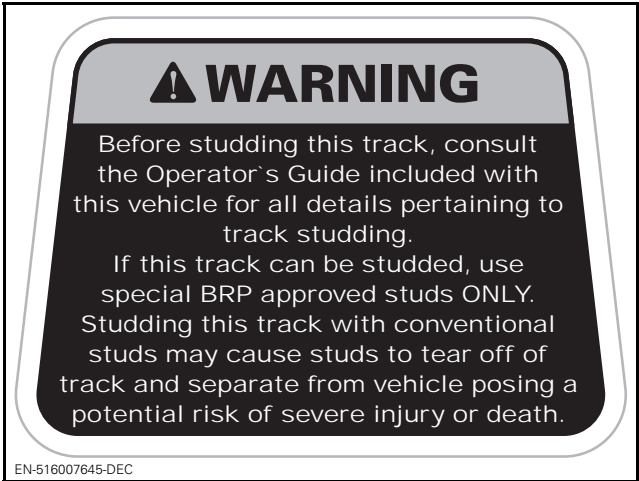 WARNING
Before studding this track, consult
the Operator`s Guide included with
this vehicle for all details pertaining to
track studding.
If this track can be studded, use
special BRP approved studs ONLY.
Studding this track with conventional
studs may cause studs to tear off of
track and separate from vehicle posing a
potential risk of severe injury or death.
EN-516007645-DEC